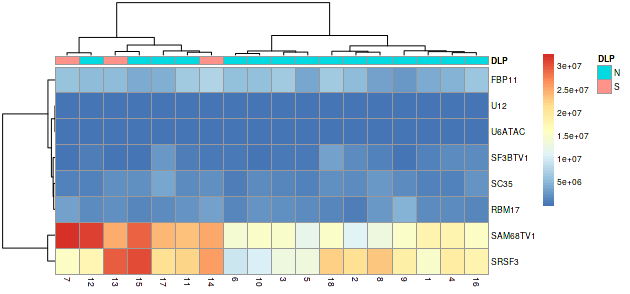 DLP
FBP11
U12
U6ATAC
SF3BTV1
SC35
RBM17
SAM68TV1
SRSF3
7 12 13 15 17 11 14 6 10 3 5 18 2 8 9 1 4 16
3e+07
2.5e+07
2e+07
1.5e+07
1e+07
5e+06
DLP
N
S